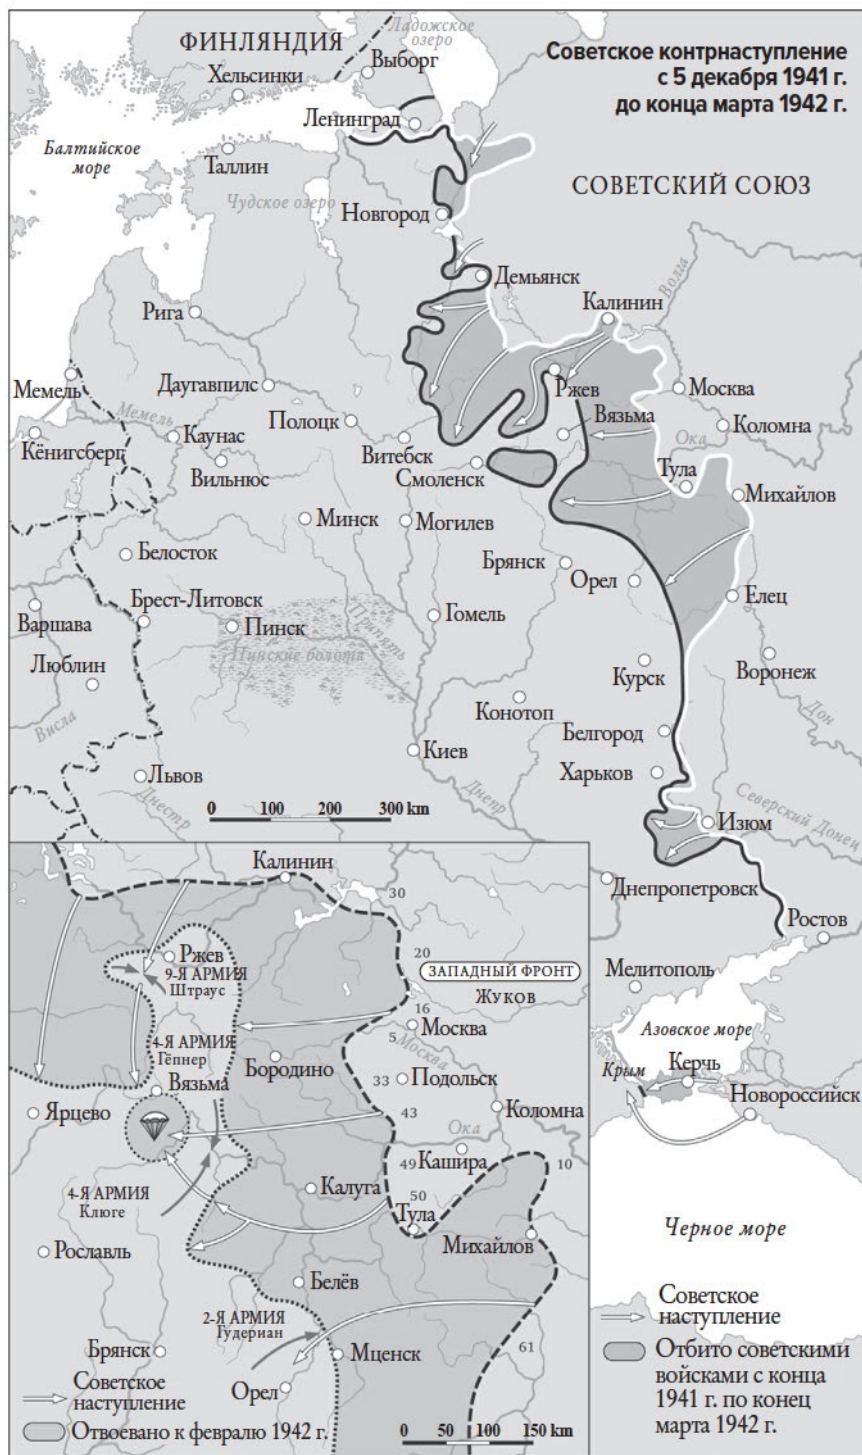 Советское контрнаступление
с 5 декабря 1941 г.
до конца марта 1942 г.
ФИНЛЯНДИЯ
Ладожское
озеро
Выборг
Хельсинки
Ленинград
Балтийское
море
Таллин
Чудское озеро
СОВЕТСКИЙ СОЮЗ
Новгород
Демьянск
Волга
Калинин
Рига
Ржев
Москва
Мемель
Даугавпилс
Вязьма
Коломна
Мемель
Полоцк
Ока
Кёнигсберг
Каунас
Витебск
Вильнюс
Смоленск
Тула
Михайлов
Минск
Могилев
Белосток
Брянск
Орел
Елец
Варшава
Брест-Литовск
Гомель
Пинск
Припять
Пинские болота
Люблин
Курск
Воронеж
Висла
Конотоп
Дон
Белгород
Киев
Львов
Харьков
Днестр
Днепр
Северский Донец
0 100 200 300 km
Изюм
Днепропетровск
Ростов
Мелитополь
Азовское море
Крым
Керчь
Новороссийск
Черное море
Советское
наступление
Отбито советскими
войсками с конца
1941 г. по конец
марта 1942 г.
Калинин
30
Ржев
20
9-Я АРМИЯ
Штраус
ЗАПАДНЫЙ ФРОНТ
Жуков
16
Москва
5
Москва
4-Я АРМИЯ
Гёпнер
Бородино
Вязьма
33
Подольск
Ярцево
43
Коломна
Ока
49
Кашира
10
4-Я АРМИЯ
Клюге
Калуга
50
Тула
Рославль
Михайлов
Белёв
2-Я АРМИЯ
Гудериан
Брянск
Мценск
61
Советское
наступление
Орел
Отвоевано к февралю 1942 г.
0 50 100 150 km